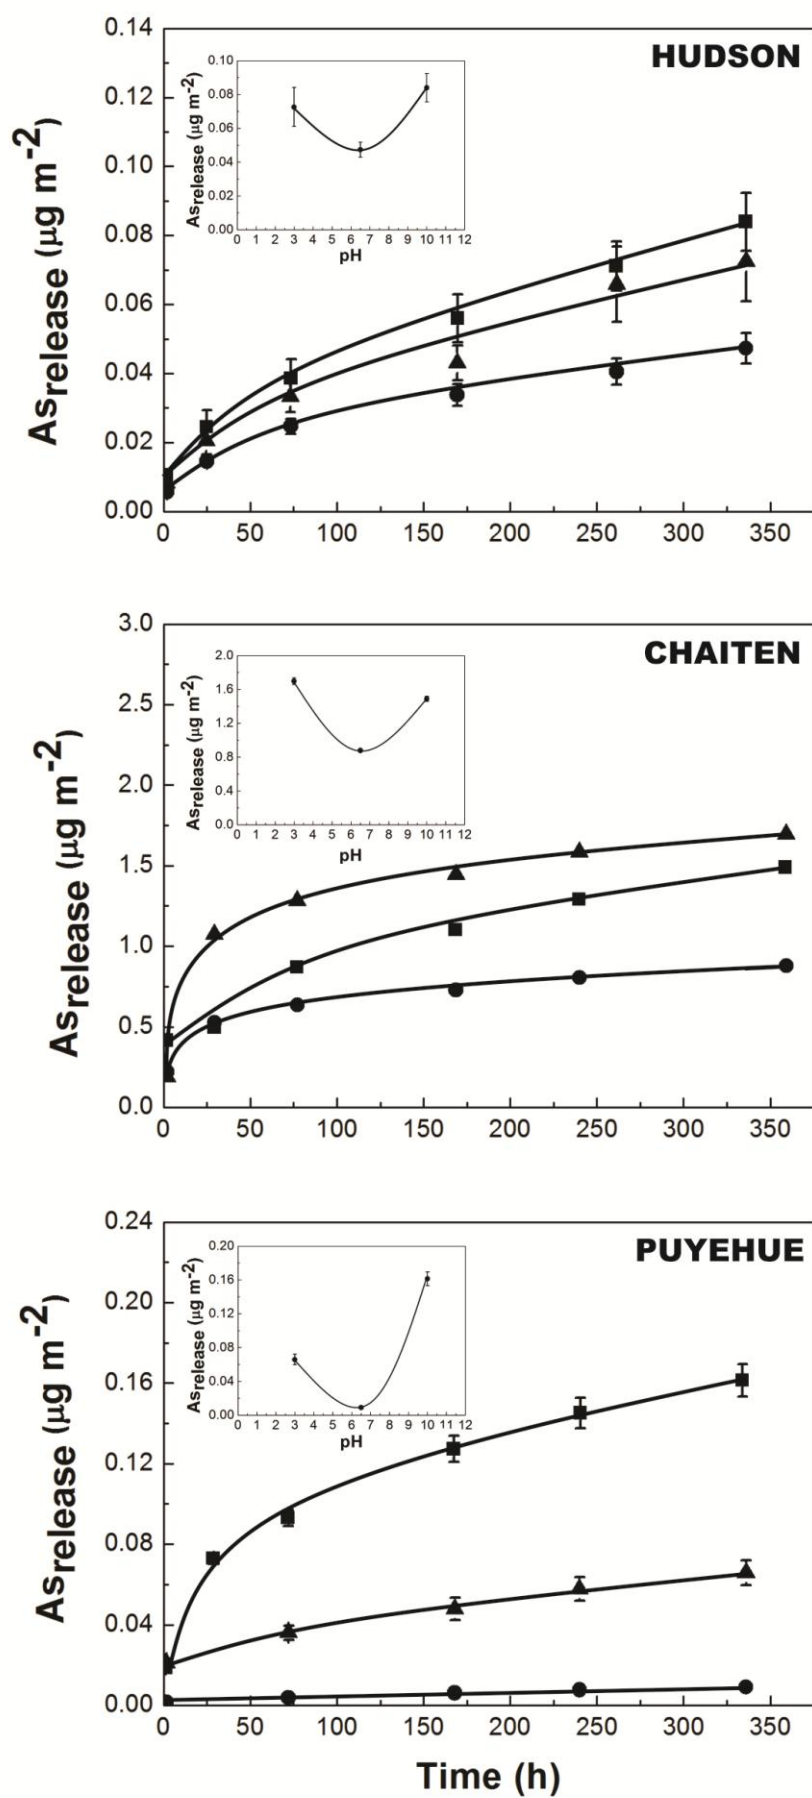 HUDSON
As release (µg m-2)
0.14
0.12
0.10
0.08
0.06
0.04
0.02
0.00
0 50 100 150 200 250 300 350
As release (µg m-2)
0.10
0.08
0.06
0.04
0.02
0.00
0 1 2 3 4 5 6 7 8 9 10 11 12
pH
CHAITEN
As release (µg m-2)
3.0
2.5
2.0
1.5
1.0
0.5
0.0
0 50 100 150 200 250 300 350
As release (µg m-2)
2.0
1.6
1.2
0.8
0.4
0.0
0 1 2 3 4 5 6 7 8 9 10 11 12
pH
PUYEHUE
As release (µg m-2)
0.24
0.20
0.16
0.12
0.08
0.04
0.00
0 50 100 150 200 250 300 350
As release (µg m-2)
0.20
0.16
0.12
0.08
0.04
0.00
0 1 2 3 4 5 6 7 8 9 10 11 12
pH
Time (h)